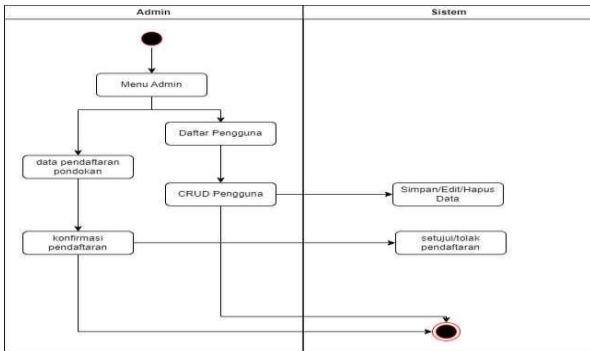 Admin
Sistem
Menu Admin
Daftar Pengguna
data pendaftaran
pondokan
CRUD Pengguna
Simpan/Edit/Hapus
Data
konfirmasi
pendaftaran
setujui/tolak
pendaftaran